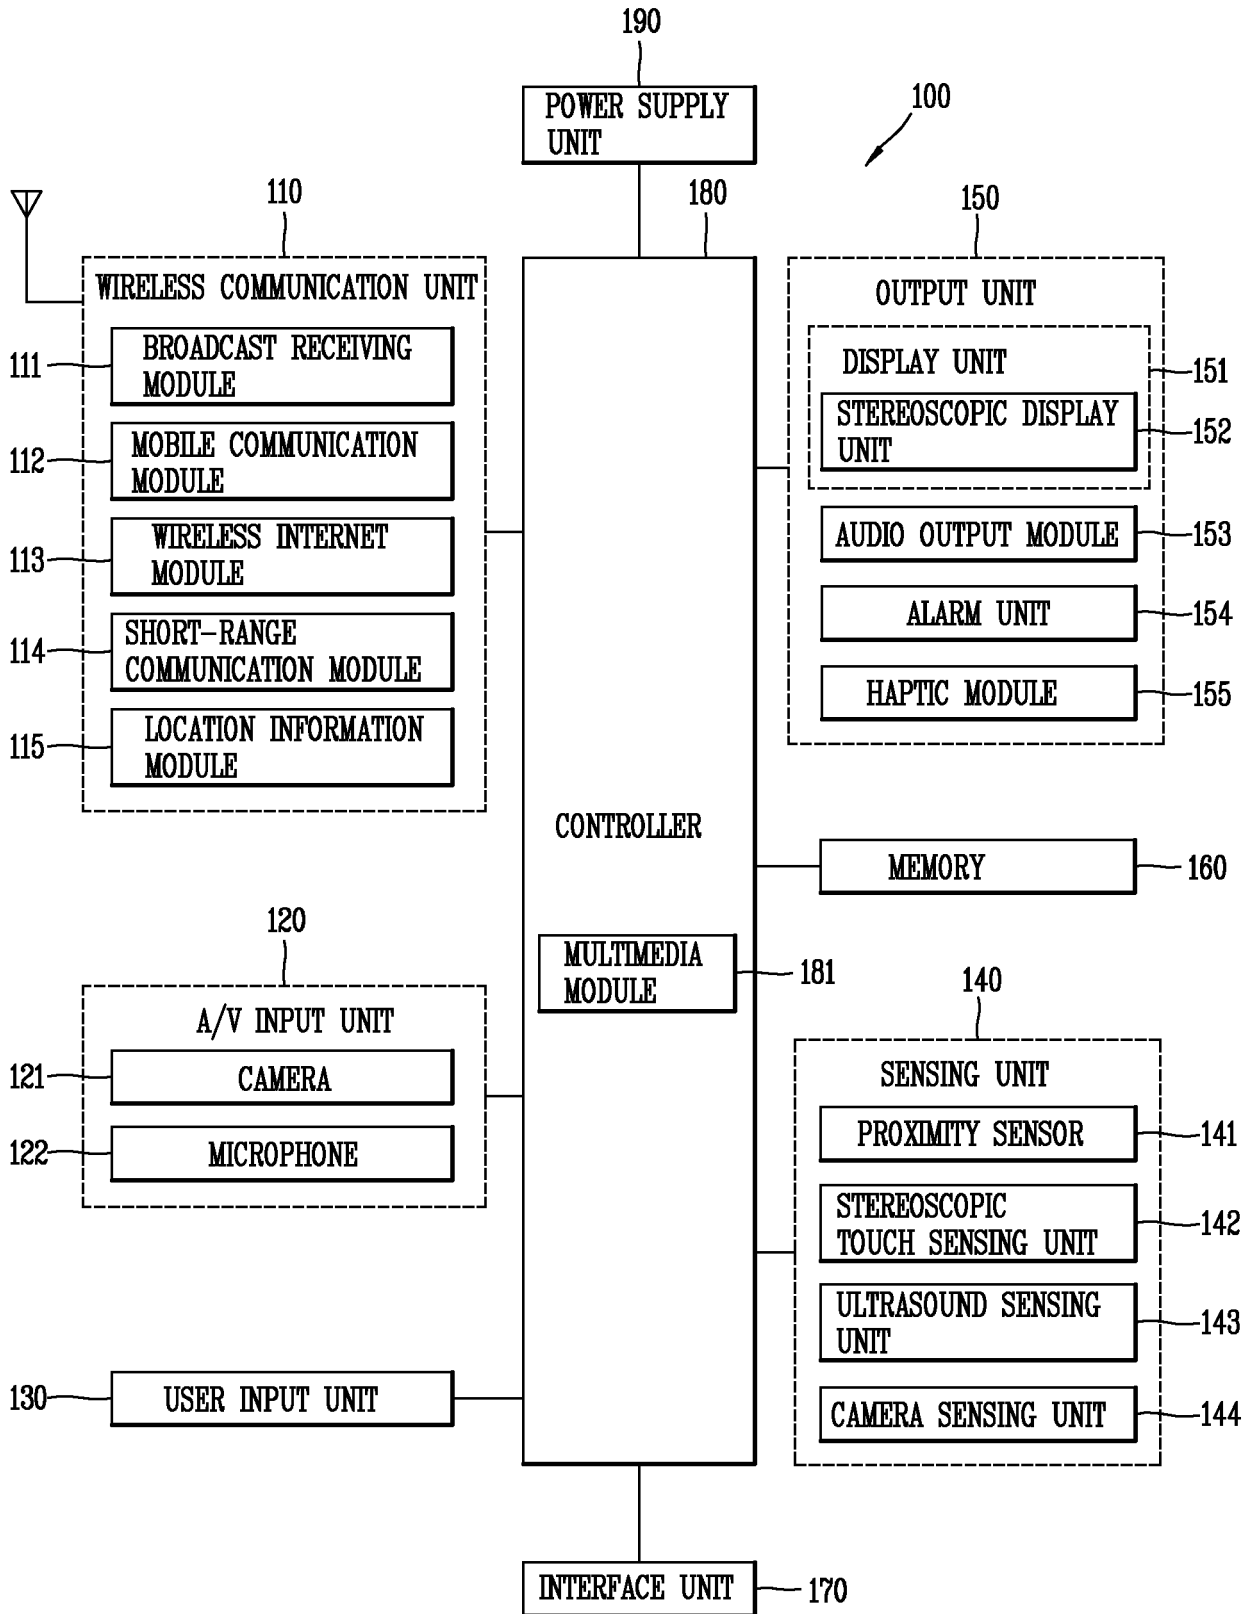 190
POWER SUPPLY
UNIT
100
110
180
150
WIRELESS COMMUNICATION UNIT
111
BROADCAST RECEIVING
MODULE
112
MOBILE COMMUNICATION
MODULE
113
WIRELESS INTERNET
MODULE
114
SHORT-RANGE
COMMUNICATION MODULE
115
LOCATION INFORMATION
MODULE
OUTPUT UNIT
DISPLAY UNIT
151
STEREOSCOPIC DISPLAY
UNIT
152
AUDIO OUTPUT MODULE
153
ALARM UNIT
154
HAPTIC MODULE
155
CONTROLLER
MEMORY
160
MULTIMEDIA
MODULE
181
120
A/V INPUT UNIT
121
CAMERA
122
MICROPHONE
140
SENSING UNIT
PROXIMITY SENSOR
141
STEREOSCOPIC
TOUCH SENSING UNIT
142
ULTRASOUND SENSING
UNIT
143
CAMERA SENSING UNIT
144
130
USER INPUT UNIT
INTERFACE UNIT
170